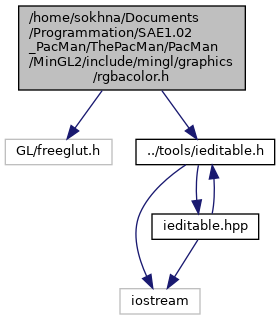 /home/sokhna/Documents
/Programmation/SAE1.02
_PacMan/ThePacMan/PacMan
/MinGL2/include/mingl/graphics
/rgbacolor.h
GL/freeglut.h
../tools/ieditable.h
ieditable.hpp
iostream